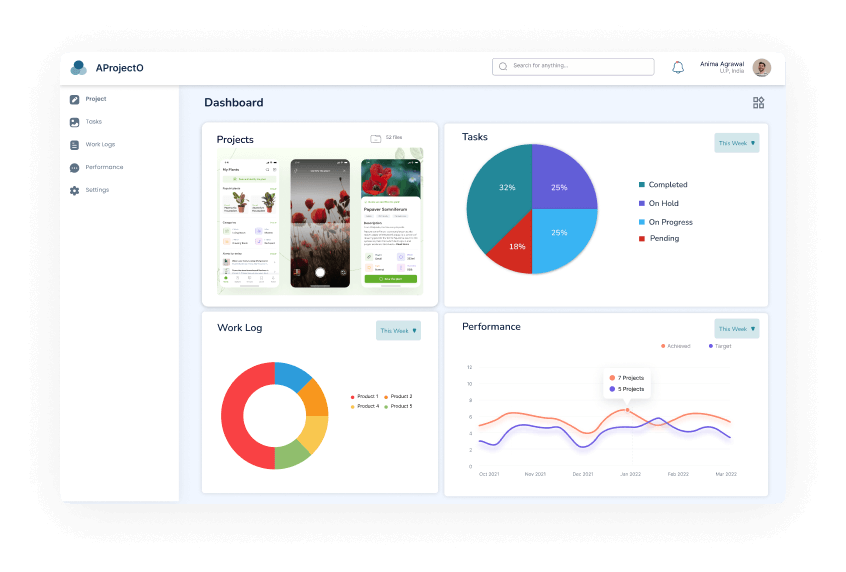 AProjectO
Search for anything...
Anima Agrawal
U.P, India
Project
Tasks
Work Logs
Performance
Settings
Dashboard
Projects
52 files
My Plants
Papaver Somniferum
Description
Tasks
This Week
32%
25%
25%
18%
Completed
On Hold
On Progress
Pending
Work Log
This Week
Product 1
Product 2
Product 4
Product 5
Performance
This Week
Achieved
Target
7 Projects
5 Projects
12
10
8
6
4
2
0
Oct 2021
Nov 2021
Dec 2021
Jan 2022
Feb 2022
Mar 2022